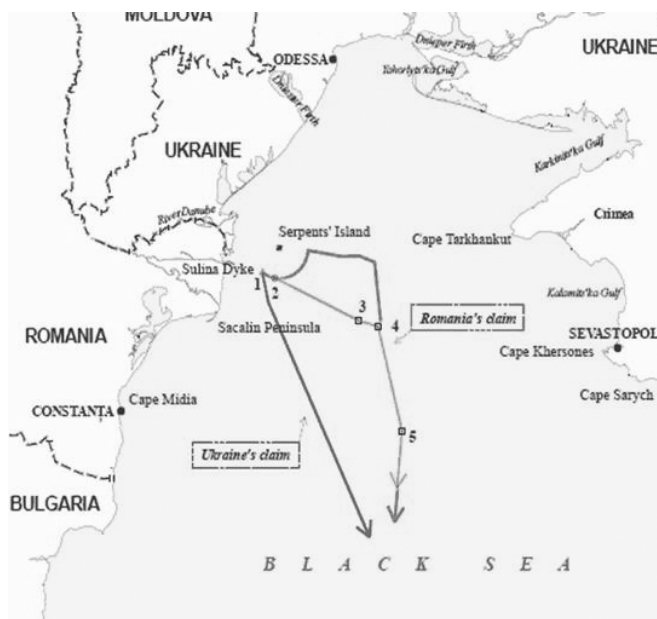 MOLDOVA
Dnieper Firth
UKRAINE
ODESSA
Yahorlyts'ka Gulf
Dniester Firth
Karkinits'ka Gulf
UKRAINE
River Danube
Crimea
Serpents' Island
Cape Tarkhankut
Sulina Dyke
1
2
Kalamits'ka Gulf
3
4
Sacalin Peninsula
Romania's claim
SEVASTOPOL
ROMANIA
Cape Khersones
Cape Sarych
Cape Midia
CONSTANTA
5
Ukraine's claim
BULGARIA
B L A C K S E A